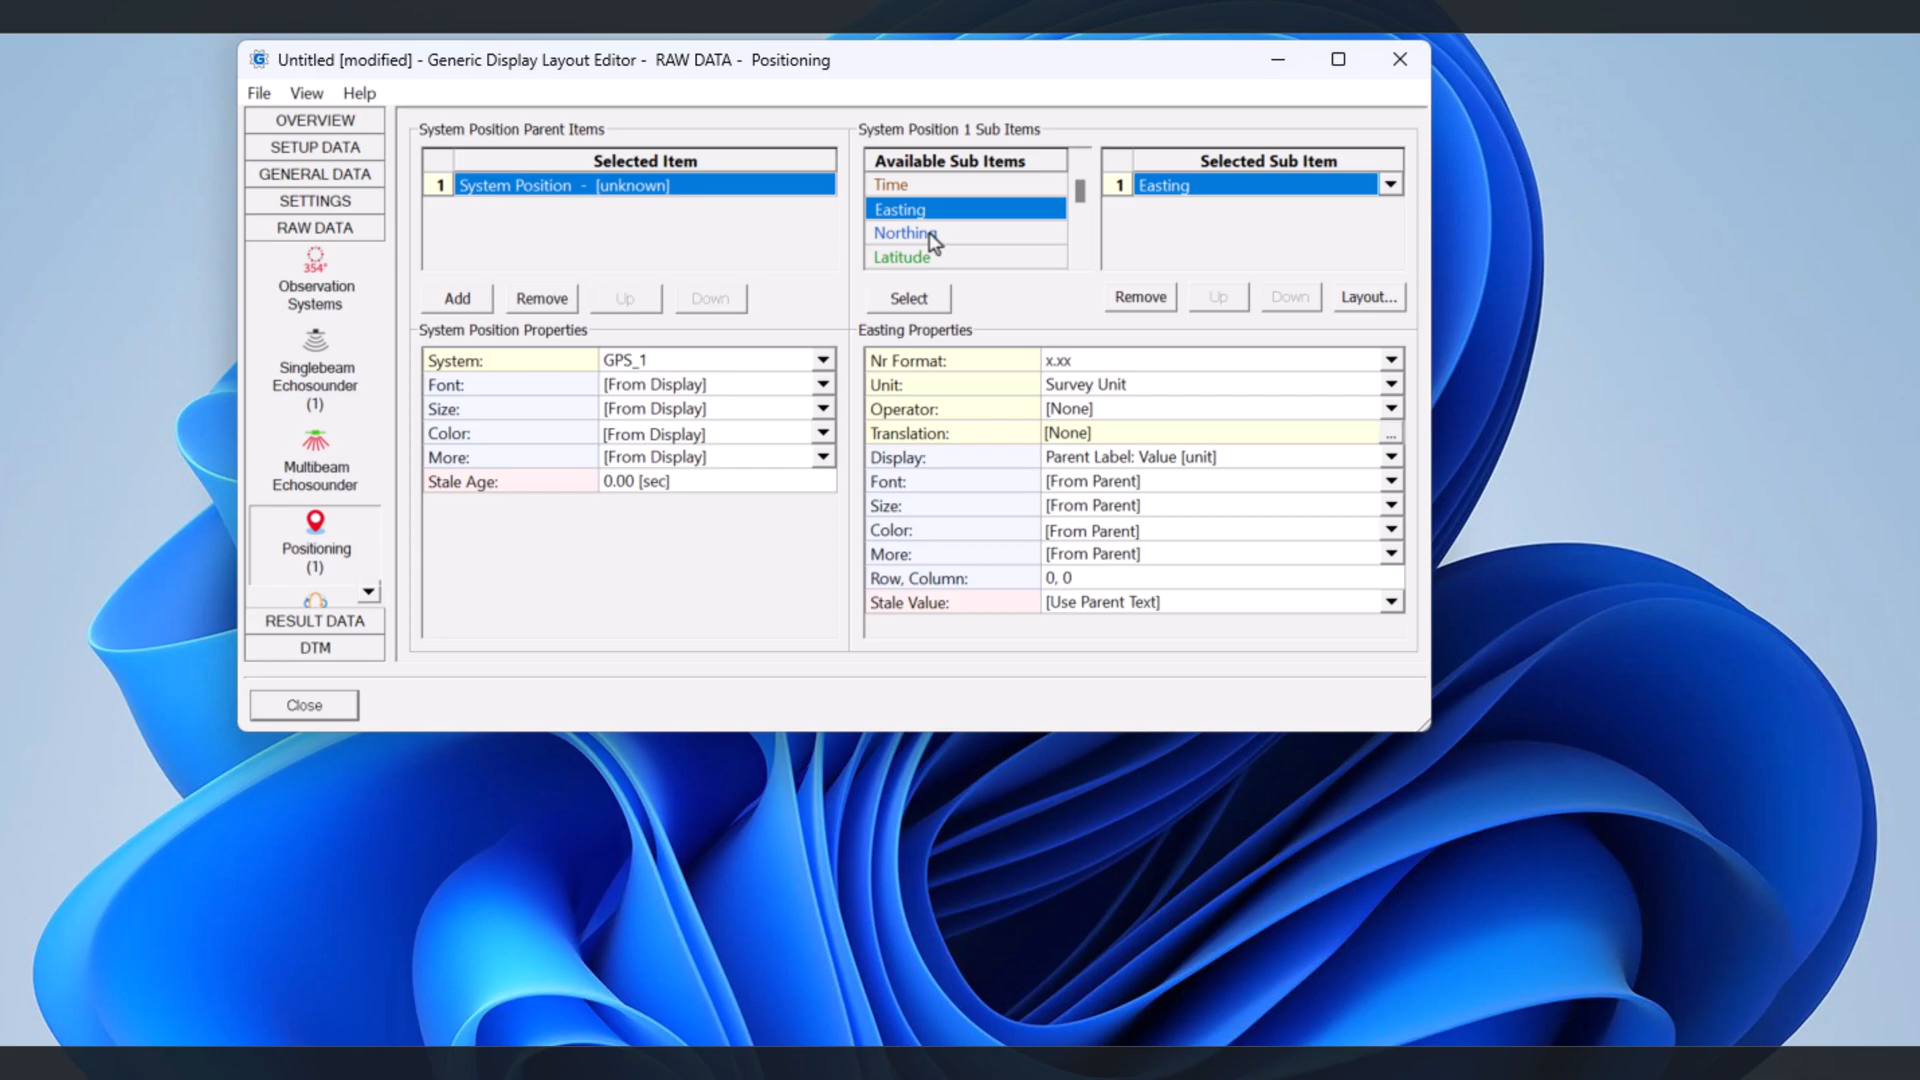 Untitled [modified] - Generic Display Layout Editor - RAW DATA - Positioning
File View Help
OVERVIEW
SETUP DATA
GENERAL DATA
SETTINGS
RAW DATA
354°
Observation
Systems
Singlebeam
Echosounder
(1)
Multibeam
Echosounder
Positioning
(1)
RESULT DATA
DTM
Close
System Position Parent Items
Selected Item
1 System Position - [unknown]
Add Remove Up Down
System Position Properties
System: GPS_1
Font: [From Display]
Size: [From Display]
Color: [From Display]
More: [From Display]
Stale Age: 0.00 [sec]
System Position 1 Sub Items
Available Sub Items
Time
Easting
Northing
Latitude
Select
Selected Sub Item
1 Easting
Remove Up Down Layout...
Easting Properties
Nr Format: x.xx
Unit: Survey Unit
Operator: [None]
Translation: [None] ...
Display: Parent Label: Value [unit]
Font: [From Parent]
Size: [From Parent]
Color: [From Parent]
More: [From Parent]
Row, Column: 0, 0
Stale Value: [Use Parent Text]